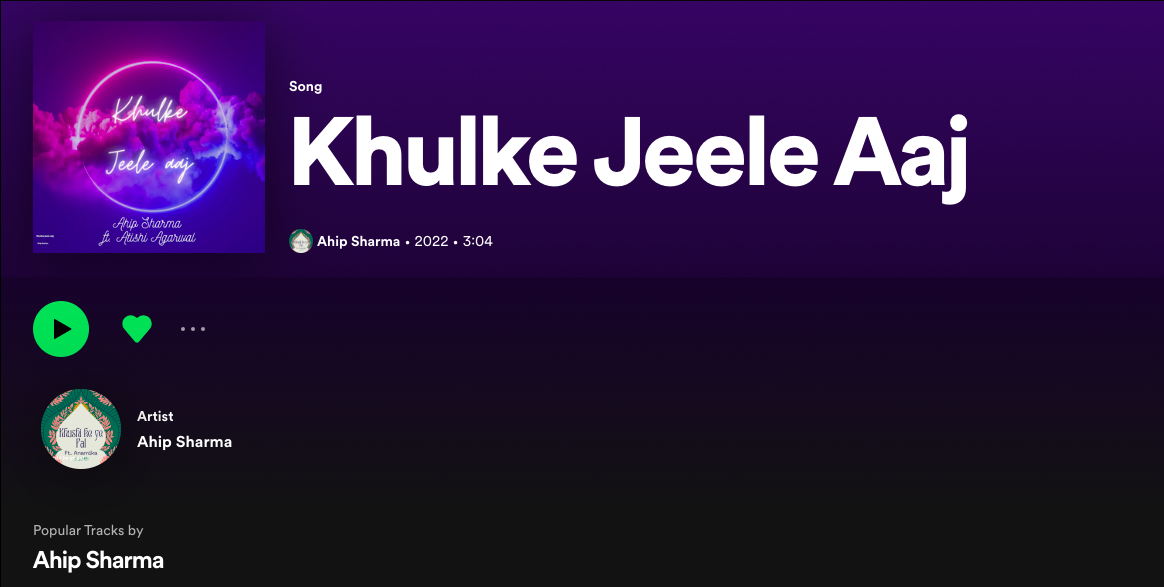 Khulke
Jeele aaj
Ahip Sharma
ft. Atishi Agarwal
Song
Khulke Jeele Aaj
Ahip Sharma • 2022 • 3:04
Khushi ke ye
Pal
Ft. Anamika
Artist
Ahip Sharma
Popular Tracks by
Ahip Sharma